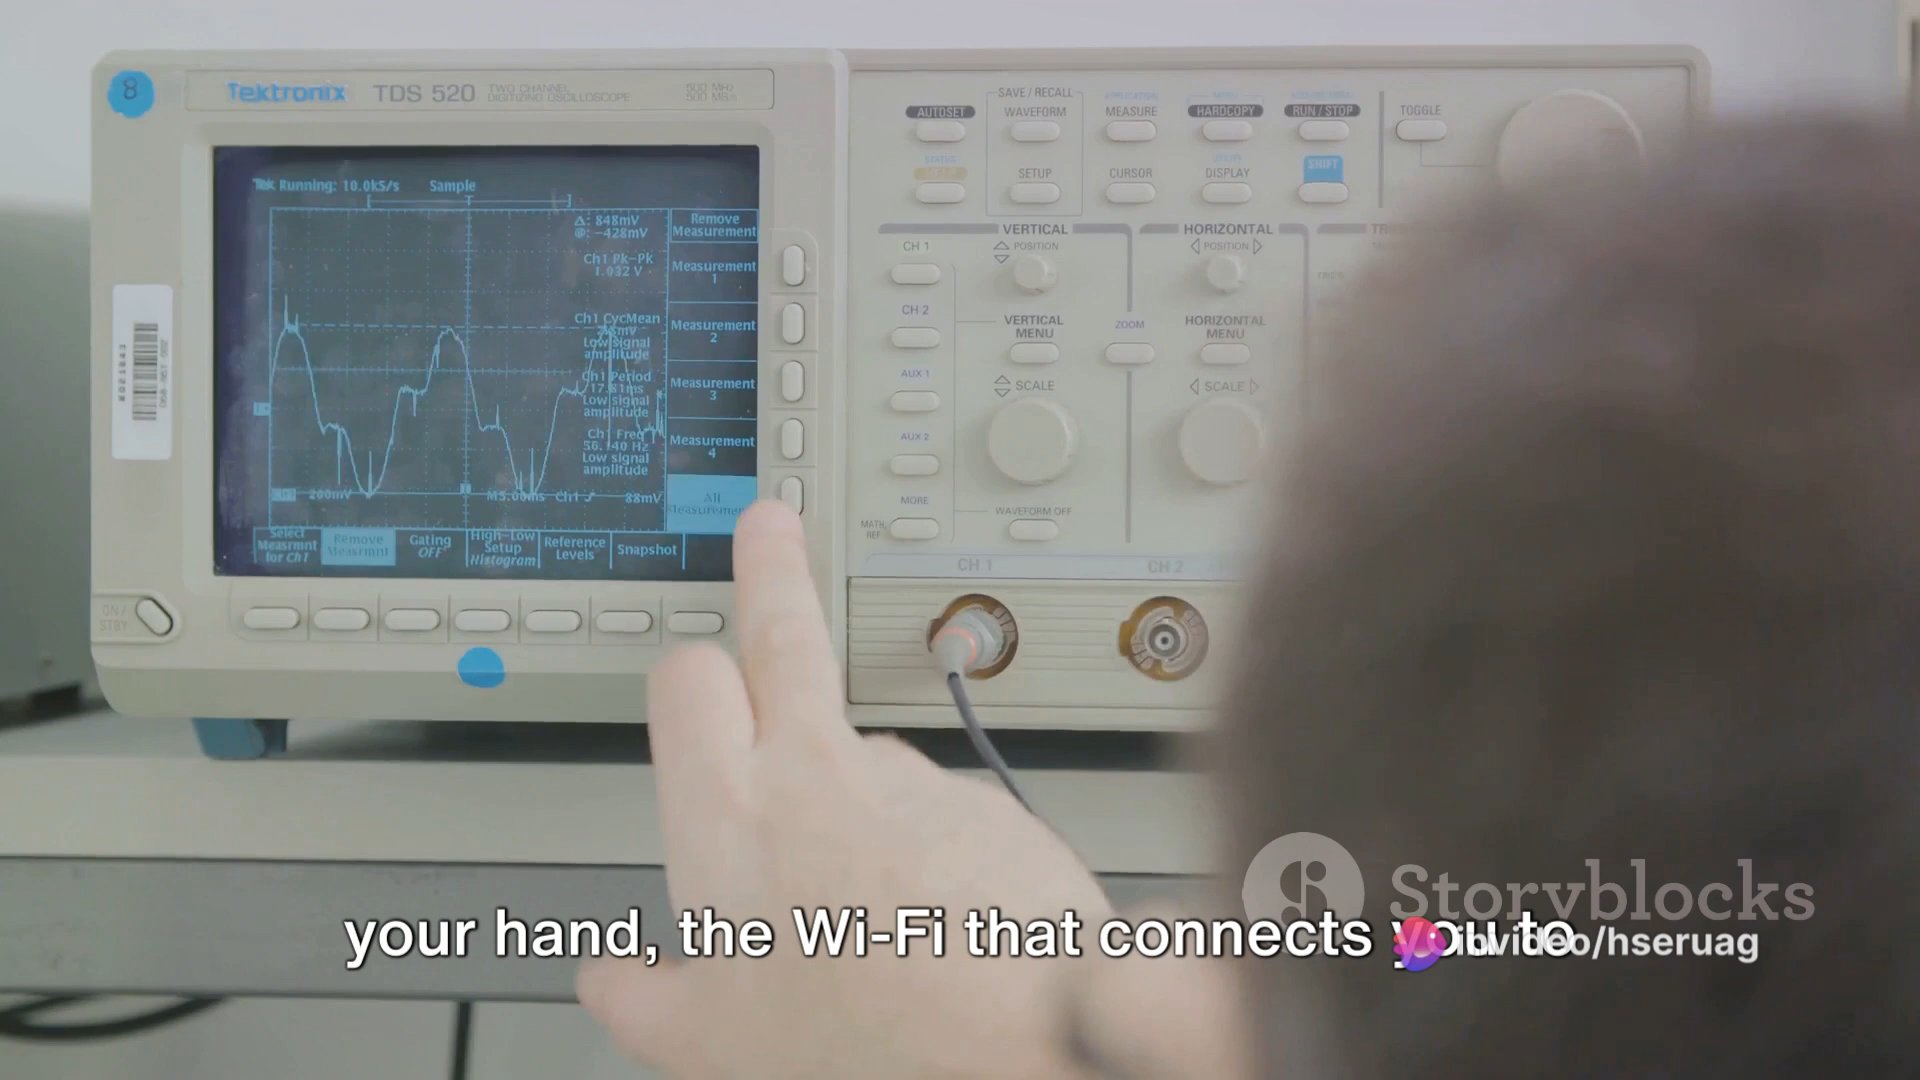 8
Tektronix TDS 520 TWO CHANNEL DIGITIZING OSCILLOSCOPE 500 MHz 500 MS/s
Tek Running: 10.0kS/s Sample
Δ: 848mV
@: -428mV
Ch1 Pk-Pk
1.032 V
Ch1 CycMean
Low signal
amplitude
Ch1 Period
17.81ms
Low signal
amplitude
Ch1 Freq
56.140 Hz
Low signal
amplitude
Ch1 200mV M5.00ms Ch1 88mV
Remove
Measurement
Measurement
1
Measurement
2
Measurement
3
Measurement
4
All
Measurement
Select
Measrmnt
for Ch1
Remove
Measrmnt
Gating
OFF
High-Low
Setup
Histogram
Reference
Levels
Snapshot
ON/
STBY
AUTOSET
SAVE / RECALL
WAVEFORM
MEASURE
HARDCOPY
RUN / STOP
TOGGLE
STATUS
SETUP
CURSOR
DISPLAY
SHIFT
VERTICAL
HORIZONTAL
CH 1
POSITION
POSITION
CH 2
VERTICAL
MENU
ZOOM
HORIZONTAL
MENU
AUX 1
SCALE
SCALE
AUX 2
MORE
MATH
REF
WAVEFORM OFF
CH 1
CH 2
Storyblocks
your hand, the Wi-Fi that connects you to
invideo/hseruag